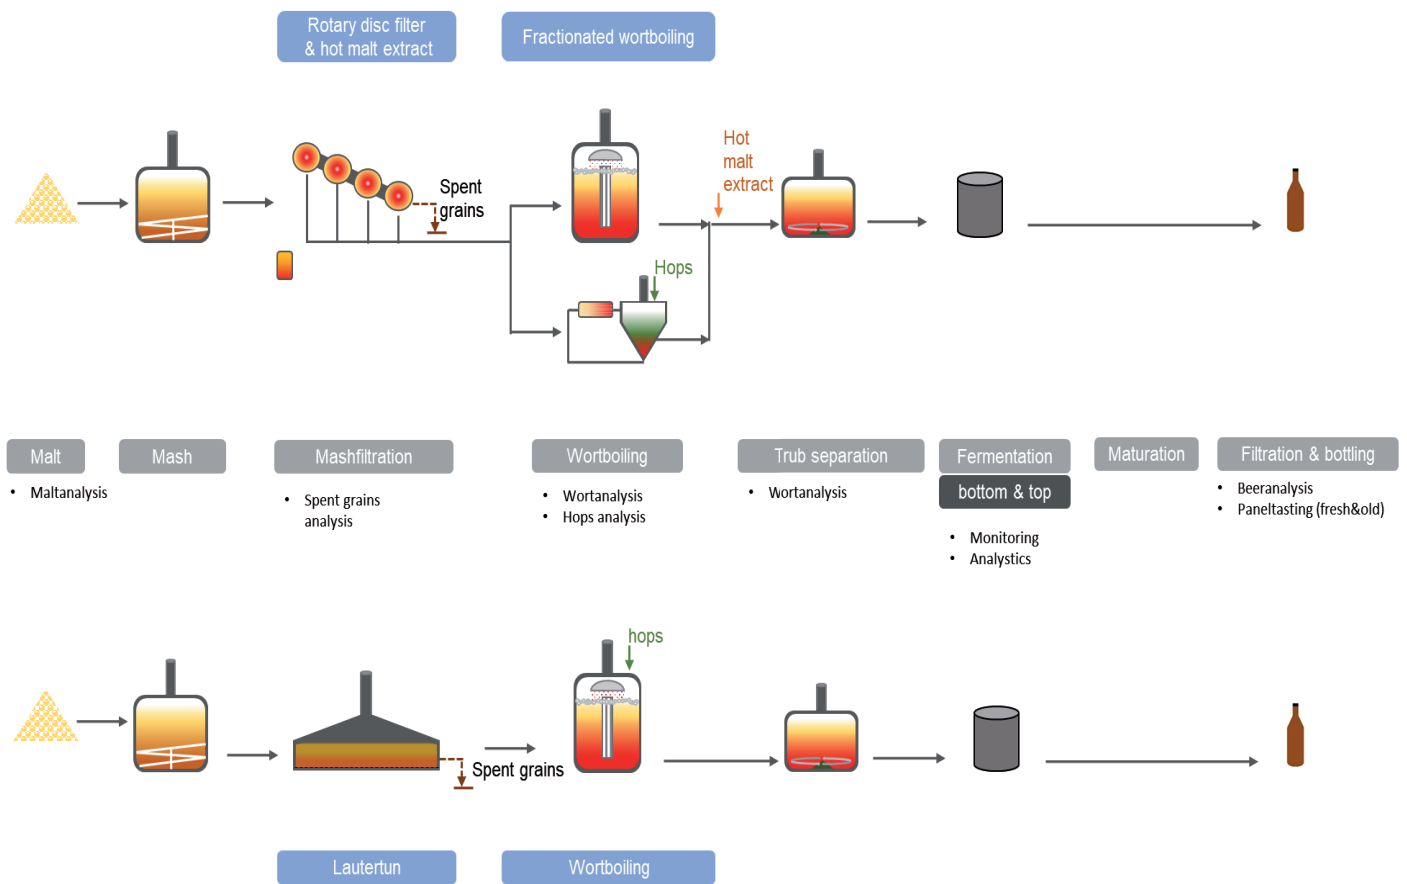 Rotary disc filter
& hot malt extract
Fractionated wortboiling
Hot
malt
extract
Spent
grains
Hops
Malt
Mash
Mashfiltration
Wortboiling
Trub separation
Fermentation
Maturation
Filtration & bottling
bottom & top
• Maltanalysis
• Spent grains
analysis
• Wortanalysis
• Hops analysis
• Wortanalysis
• Monitoring
• Analystics
• Beeranalysis
• Paneltasting (fresh&old)
hops
Spent grains
Lautertun
Wortboiling